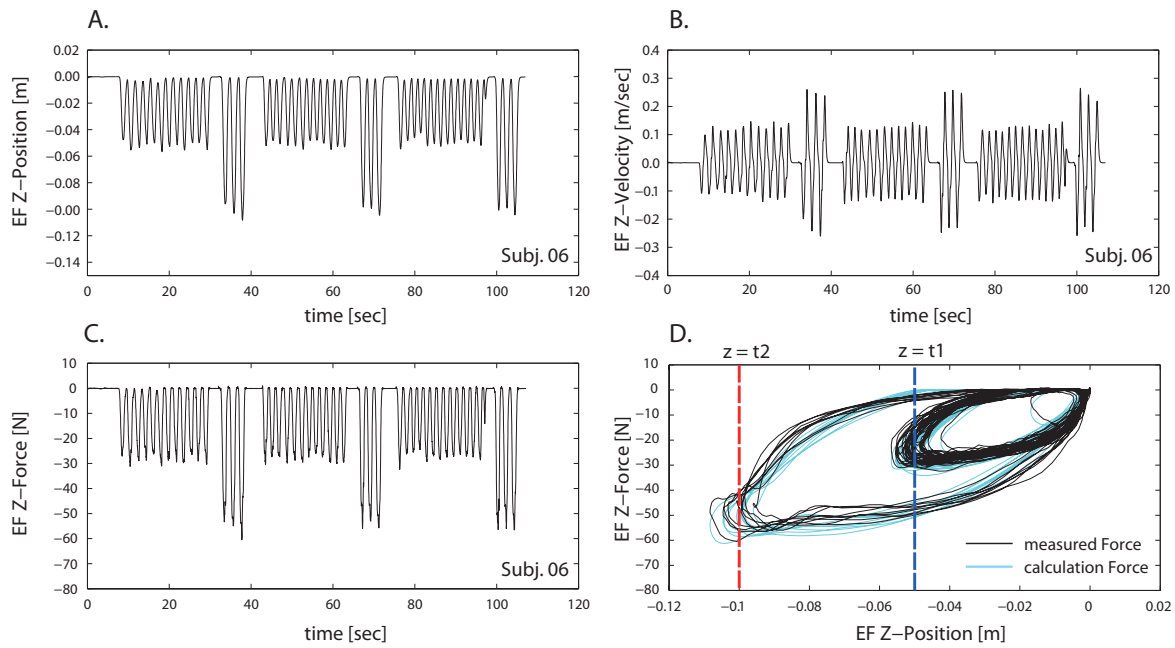 A.
EF Z−Position [m]
0.02
0.00
−0.02
−0.04
−0.06
−0.08
−0.00
−0.12
−0.14
Subj. 06
0 20 40 60 80 100 120
time [sec]
B.
EF Z−Velocity [m/sec]
0.4
0.3
0.2
0.1
0.0
−0.1
−0.2
−0.3
−0.4
Subj. 06
0 20 40 60 80 100 120
time [sec]
C.
EF Z−Force [N]
10
0
−10
−20
−30
−40
−50
−60
−70
−80
Subj. 06
0 20 40 60 80 100 120
time [sec]
D.
z = t2 z = t1
EF Z−Force [N]
10
0
−10
−20
−30
−40
−50
−60
−70
−80
measured Force
calculation Force
−0.12 −0.1 −0.08 −0.06 −0.04 −0.02 0 0.02
EF Z−Position [m]